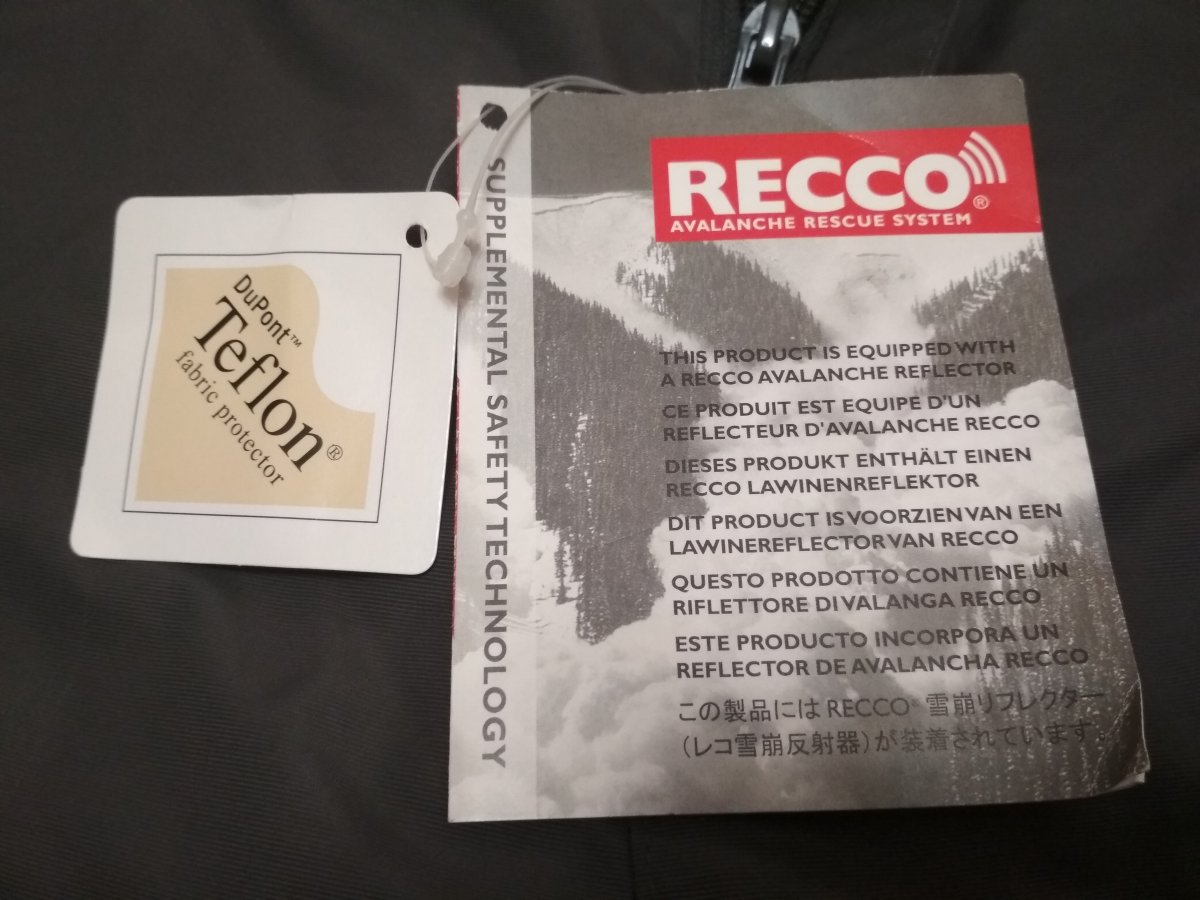 DuPont™
Teflon®
fabric protector
SUPPLEMENTAL SAFETY TECHNOLOGY
RECCO®
AVALANCHE RESCUE SYSTEM
THIS PRODUCT IS EQUIPPED WITH
A RECCO AVALANCHE REFLECTOR
CE PRODUIT EST EQUIPE D'UN
REFLECTEUR D'AVALANCHE RECCO
DIESES PRODUKT ENTHÄLT EINEN
RECCO LAWINENREFLEKTOR
DIT PRODUCT IS VOORZIEN VAN EEN
LAWINEREFLECTOR VAN RECCO
QUESTO PRODOTTO CONTIENE UN
RIFLETTORE DI VALANGA RECCO
ESTE PRODUCTO INCORPORA UN
REFLECTOR DE AVALANCHA RECCO
この製品には RECCO® 雪崩リフレクター
（レコ雪崩反射器）が装着されています。